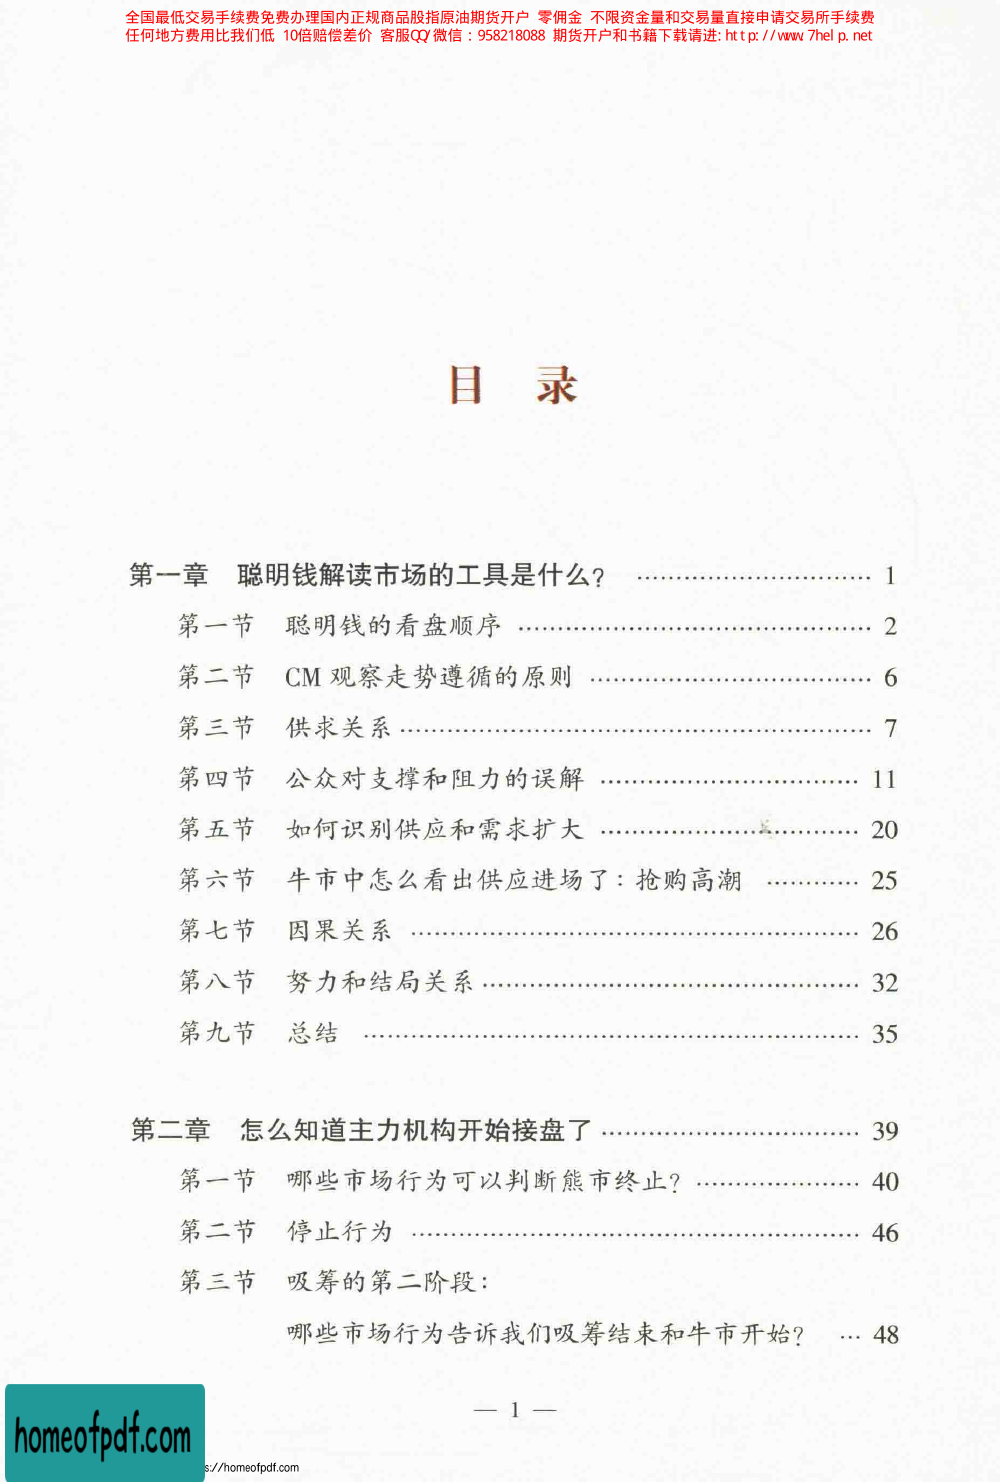 全国最低交易手续费免费办理国内正规商品股指原油期货开户 零佣金 不限资金量和交易量直接申请交易所手续费
任何地方费用比我们低 10倍赔偿差价 客服QQ/微信：958218088 期货开户和书籍下载请进:http://www.7help.net
目 录
第一章 聪明钱解读市场的工具是什么? …………………………… 1
第一节 聪明钱的看盘顺序 …………………………………………… 2
第二节 CM 观察走势遵循的原则 ………………………………… 6
第三节 供求关系 ………………………………………………………… 7
第四节 公众对支撑和阻力的误解 ……………………………… 11
第五节 如何识别供应和需求扩大 ……………………………… 20
第六节 牛市中怎么看出供应进场了：抢购高潮 ………… 25
第七节 因果关系 ……………………………………………………… 26
第八节 努力和结局关系 …………………………………………… 32
第九节 总结 …………………………………………………………… 35
第二章 怎么知道主力机构开始接盘了 ……………………………… 39
第一节 哪些市场行为可以判断熊市终止? ………………… 40
第二节 停止行为 ……………………………………………………… 46
第三节 吸筹的第二阶段：
哪些市场行为告诉我们吸筹结束和牛市开始? … 48
— 1 —
homeofpdf.com
s://homeofpdf.com